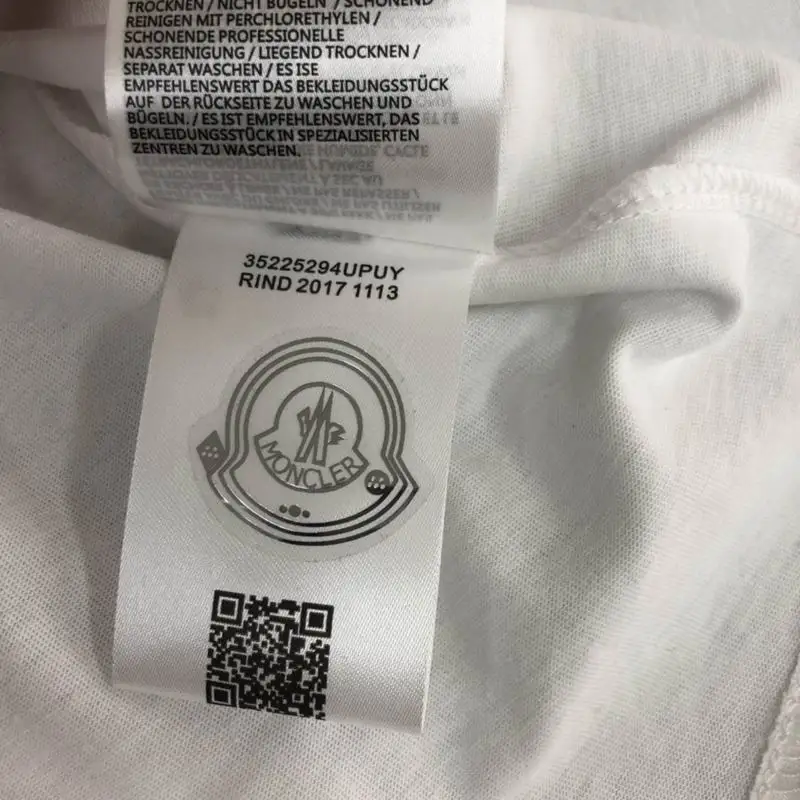 TROCKNEN / NICHT BÜGELN / SCHONEND
REINIGEN MIT PERCHLORETHYLEN /
SCHONENDE PROFESSIONELLE
NASSREINIGUNG / LIEGEND TROCKNEN /
SEPARAT WASCHEN / ES ISE
EMPFEHLENSWERT DAS BEKLEIDUNGSSTÜCK
AUF DER RÜCKSEITE ZU WASCHEN UND
BÜGELN. / ES IST EMPFEHLENSWERT, DAS
BEKLEIDUNGSSTÜCK IN SPEZIALISIERTEN
ZENTREN ZU WASCHEN.
35225294UPUY
RIND 2017 1113
MONCLER